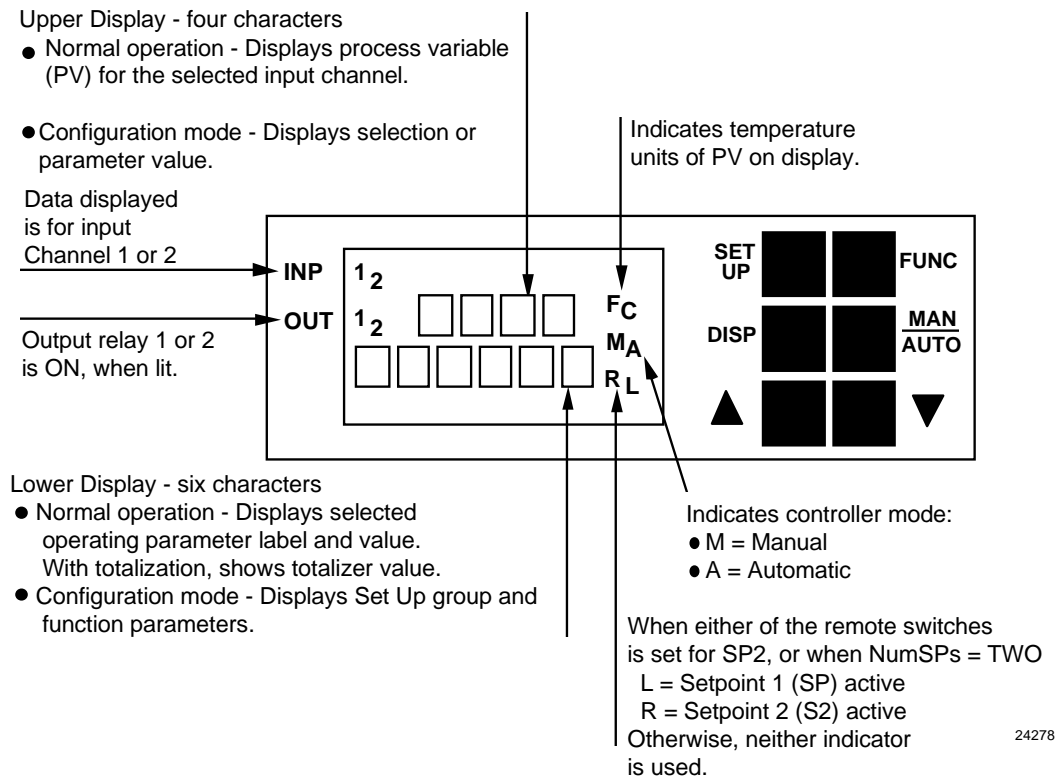 Upper Display - four characters
● Normal operation - Displays process variable
(PV) for the selected input channel.
● Configuration mode - Displays selection or
parameter value.
Indicates temperature
units of PV on display.
Data displayed
is for input
Channel 1 or 2
Output relay 1 or 2
is ON, when lit.
INP 1 2
OUT 1 2
F C
M A
R L
SET
UP
FUNC
DISP
MAN
AUTO
Lower Display - six characters
● Normal operation - Displays selected
operating parameter label and value.
With totalization, shows totalizer value.
● Configuration mode - Displays Set Up group and
function parameters.
Indicates controller mode:
● M = Manual
● A = Automatic
When either of the remote switches
is set for SP2, or when NumSPs = TWO
L = Setpoint 1 (SP) active
R = Setpoint 2 (S2) active
Otherwise, neither indicator
is used.
24278